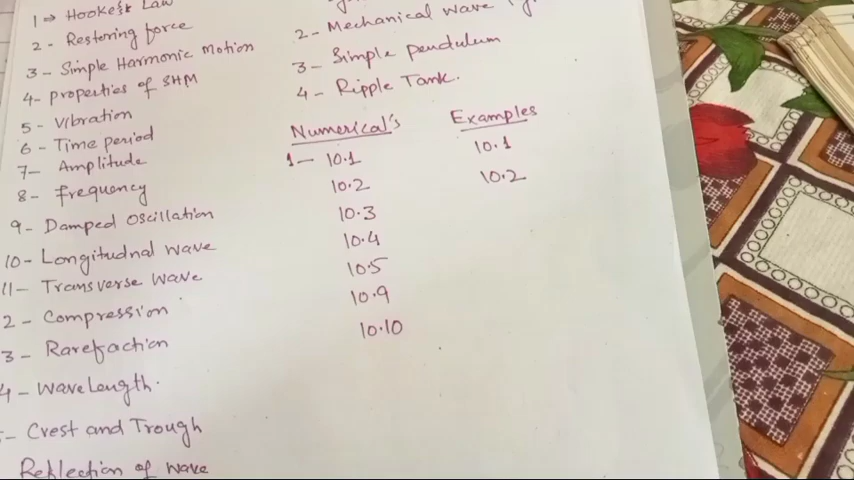 1⇒ Hooke's Law
2 - Restoring force
3 - Simple Harmonic Motion
4- properties of SHM
5 - Vibration
6 - Time period
7- Amplitude
8 - frequency
9 - Damped Oscillation
10 - Longitudnal wave
11 - Transverse wave
2 - Compression
3 - Rarefaction
4 - WaveLength.
- Crest and Trough
Reflection of wave
2 - Mechanical wave
3 - Simple pendulum
4 - Ripple Tank.
Numerical's
1 - 10.1
10.2
10.3
10.4
10.5
10.9
10.10
Examples
10.1
10.2